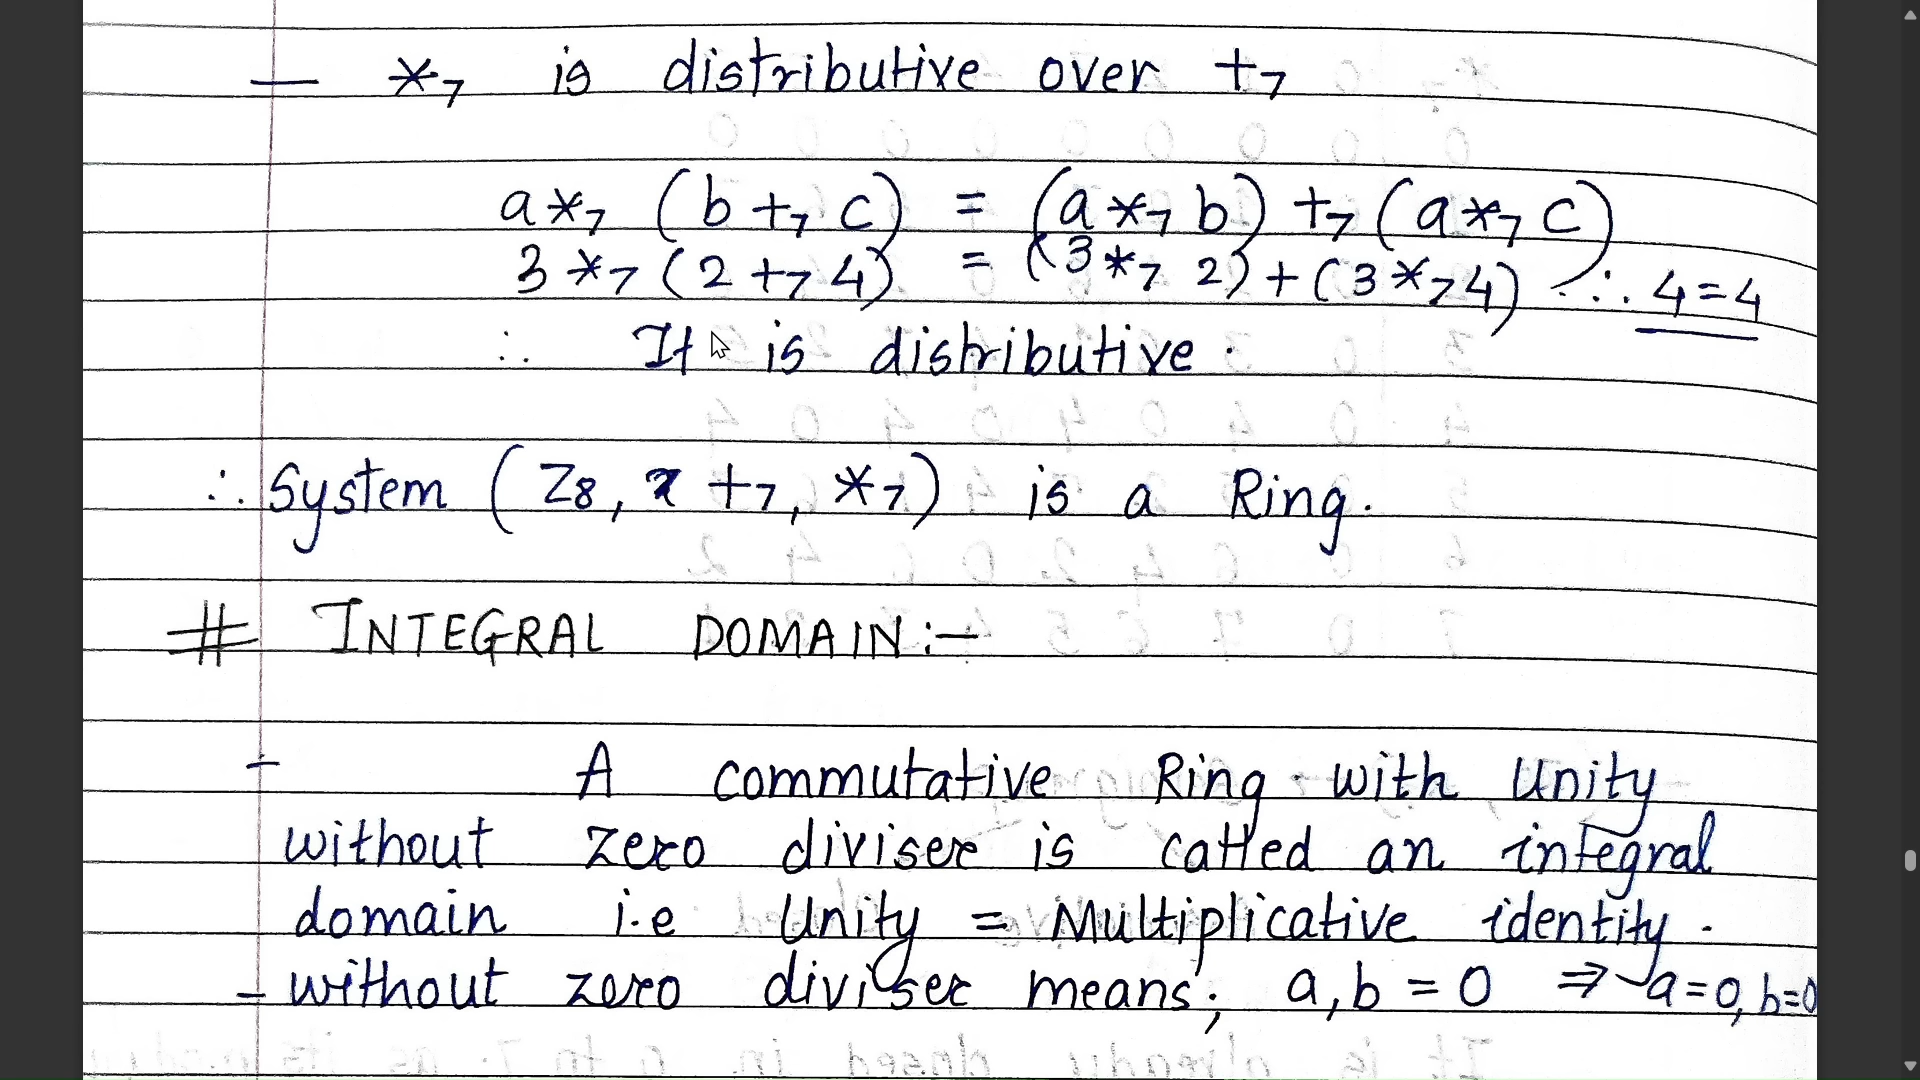 — *₇ is distributive over +₇
a *₇ (b +₇ c) = (a *₇ b) +₇ (a *₇ c)
3 *₇ (2 +₇ 4) = (3 *₇ 2) + (3 *₇ 4) ∴ 4 = 4
∴ It is distributive.
∴ System (Z8, +₇, *₇) is a Ring.
# INTEGRAL DOMAIN :-
- A commutative Ring with Unity
without zero diviser is called an integral
domain i.e Unity = Multiplicative identity.
- without zero diviser means; a, b = 0 ⇒ a=0, b=0